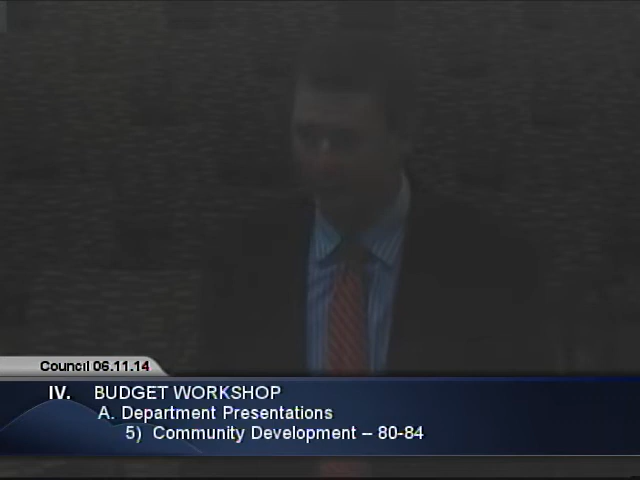 Council 06.11.14
IV. BUDGET WORKSHOP
A. Department Presentations
5) Community Development – 80-84